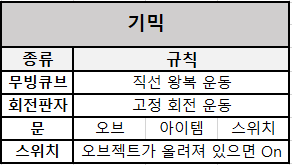 기믹
종류 규칙
무빙큐브 직선 왕복 운동
회전판자 고정 회전 운동
문 오브 아이템 스위치
스위치 오브젝트가 올려져 있으면 On